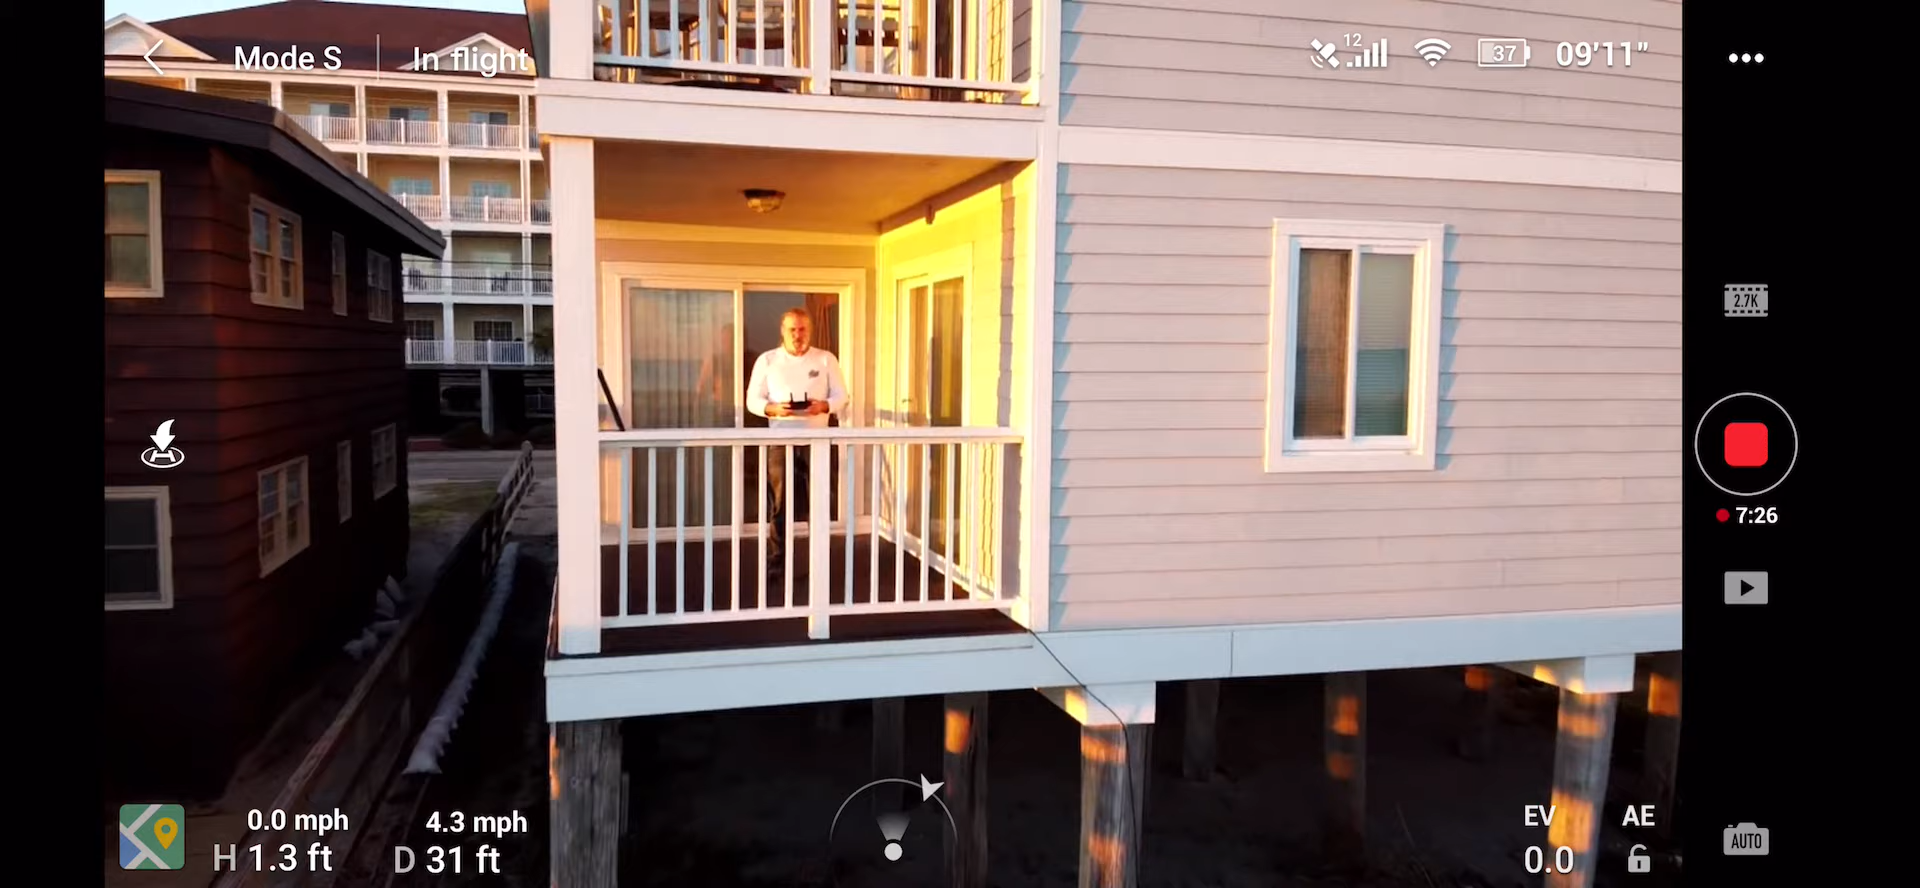 Mode S
In flight
12
37
09'11"
2.7K
7:26
0.0 mph
4.3 mph
H 1.3 ft
D 31 ft
EV
AE
0.0
AUTO